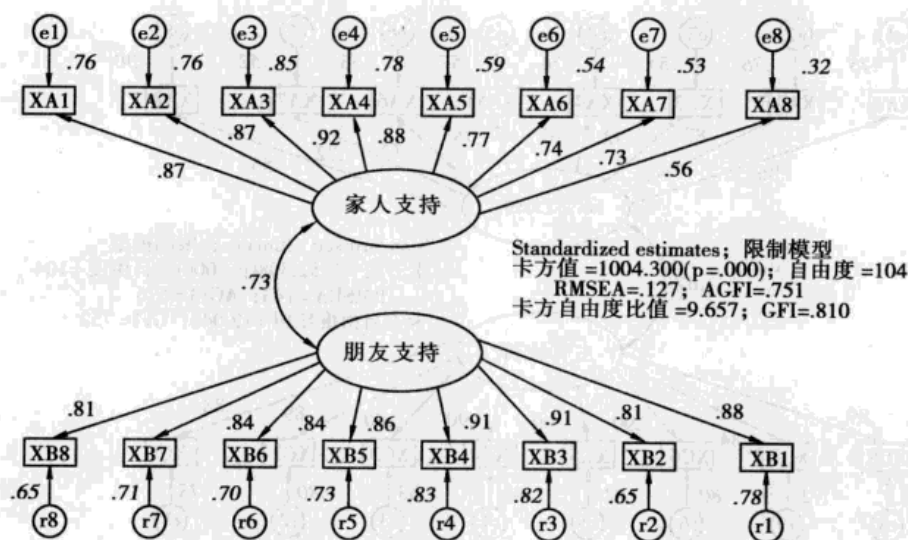 e1 e2 e3 e4 e5 e6 e7 e8
.76 .76 .85 .78 .59 .54 .53 .32
XA1 XA2 XA3 XA4 XA5 XA6 XA7 XA8
.87 .87 .92 .88 .77 .74 .73 .56
家人支持
.73
Standardized estimates; 限制模型
卡方值=1004.300(p=.000); 自由度=104
RMSEA=.127; AGFI=.751
卡方自由度比值=9.657; GFI=.810
朋友支持
.81 .84 .84 .86 .91 .91 .81 .88
XB8 XB7 XB6 XB5 XB4 XB3 XB2 XB1
.65 .71 .70 .73 .83 .82 .65 .78
r8 r7 r6 r5 r4 r3 r2 r1